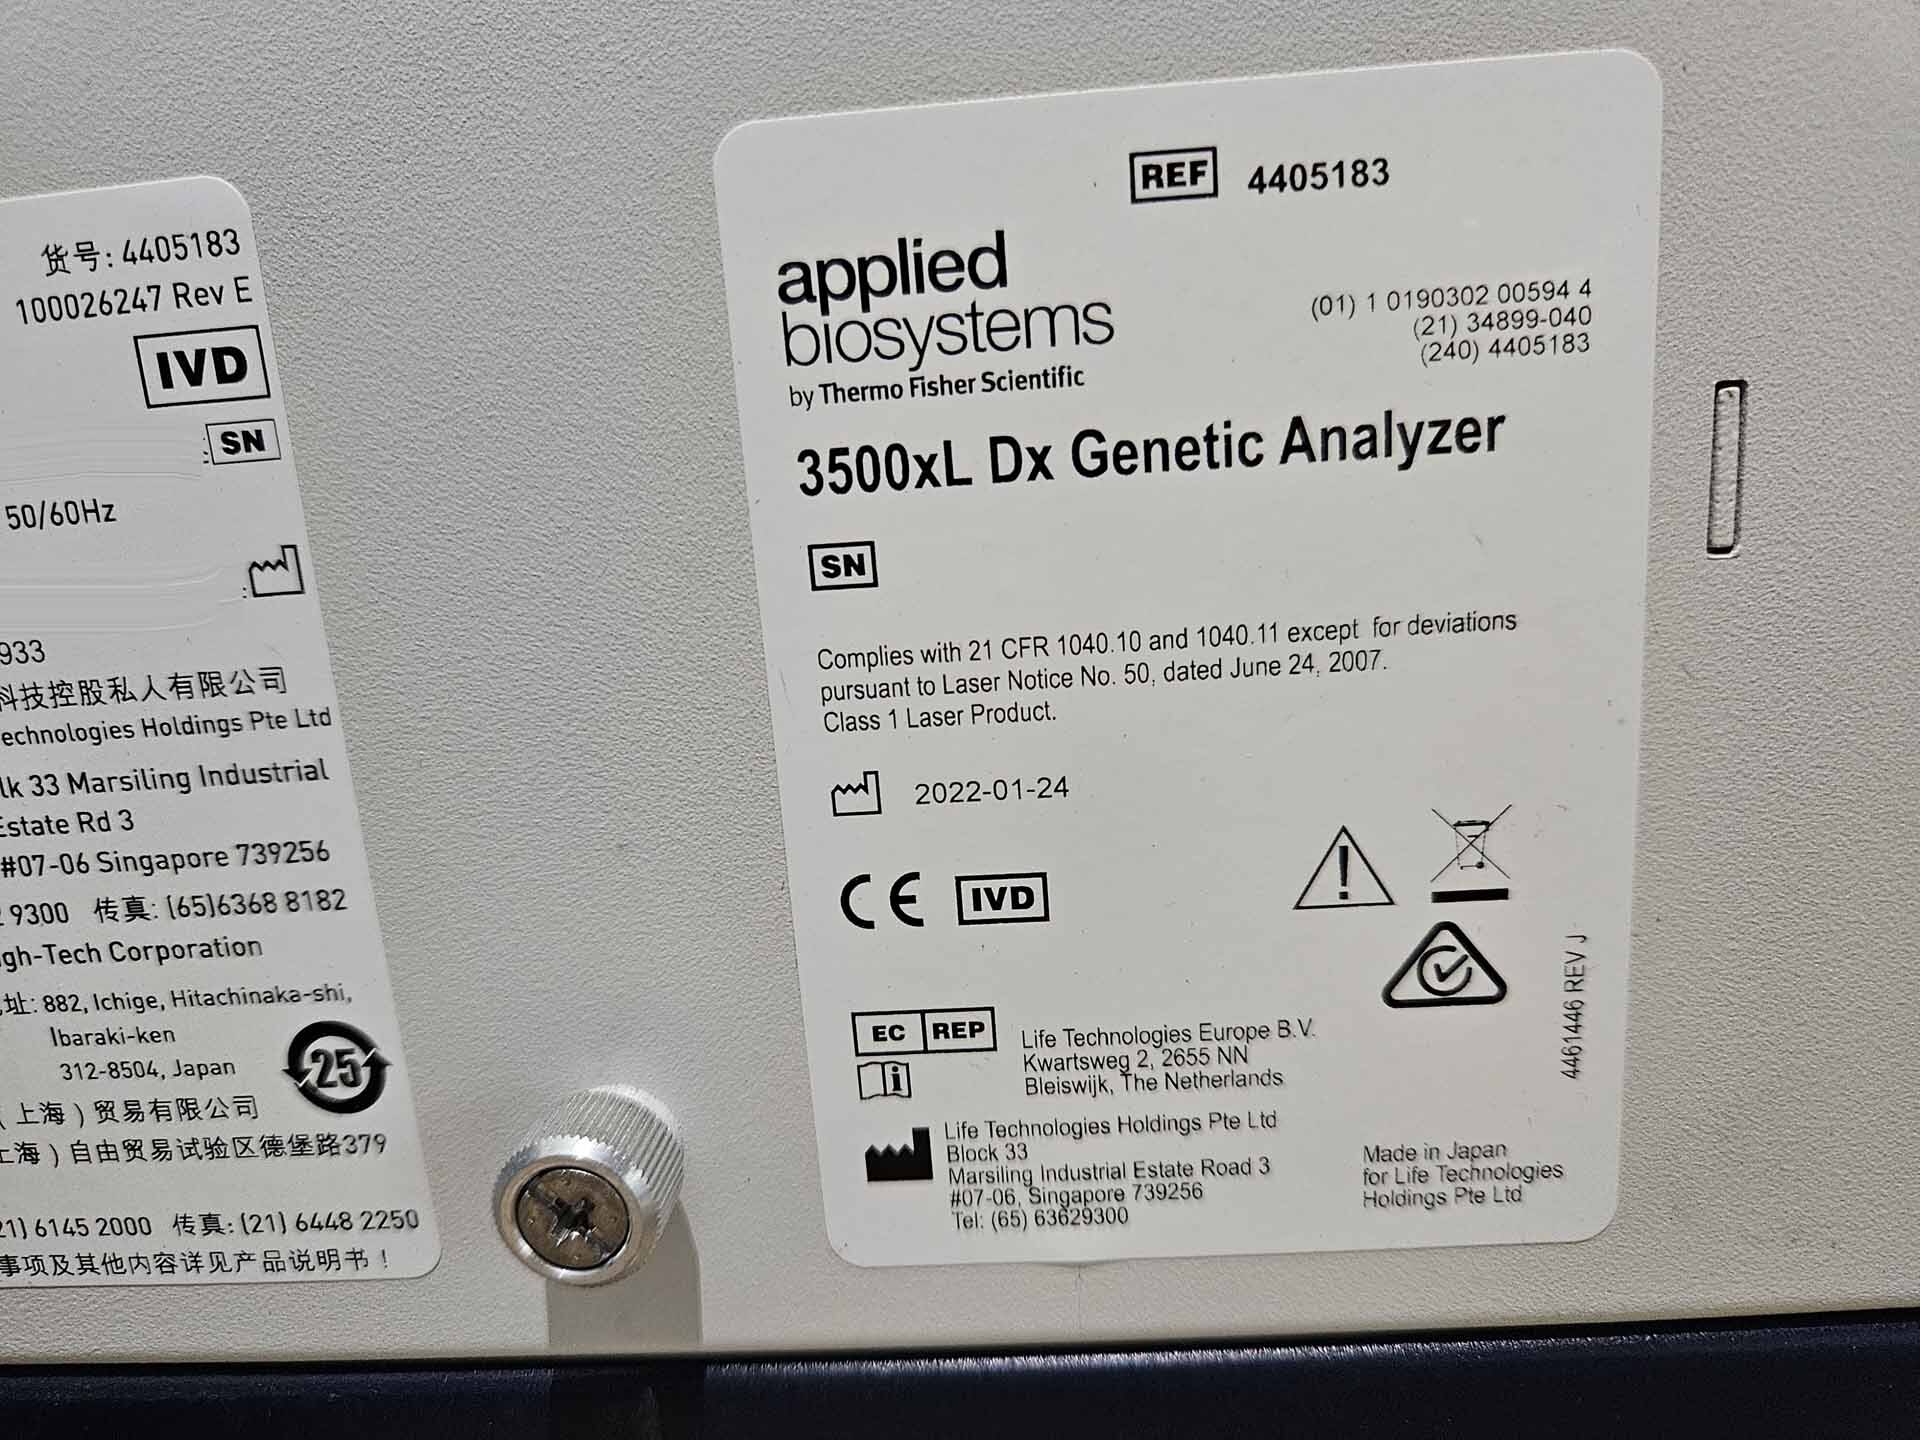 货号: 4405183
100026247 Rev E
IVD
SN
50/60Hz
933
科技控股私人有限公司
echnologies Holdings Pte Ltd
lk 33 Marsiling Industrial
Estate Rd 3
#07-06 Singapore 739256
2 9300 传真: (65)6368 8182
gh-Tech Corporation
址: 882, Ichige, Hitachinaka-shi,
Ibaraki-ken
312-8504, Japan
25
(上海)贸易有限公司
上海)自由贸易试验区德堡路379
21) 6145 2000 传真: (21) 6448 2250
事项及其他内容详见产品说明书!
REF 4405183
applied
biosystems
by Thermo Fisher Scientific
(01) 1 0190302 00594 4
(21) 34899-040
(240) 4405183
3500xL Dx Genetic Analyzer
SN
Complies with 21 CFR 1040.10 and 1040.11 except for deviations
pursuant to Laser Notice No. 50, dated June 24, 2007.
Class 1 Laser Product.
2022-01-24
CE IVD
EC REP
Life Technologies Europe B.V.
Kwartsweg 2, 2655 NN
Bleiswijk, The Netherlands
Life Technologies Holdings Pte Ltd
Block 33
Marsiling Industrial Estate Road 3
#07-06, Singapore 739256
Tel: (65) 63629300
Made in Japan
for Life Technologies
Holdings Pte Ltd
4461446 REV J